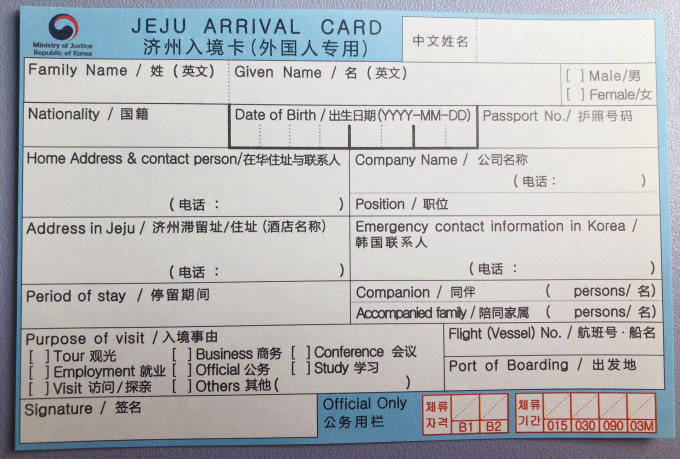 Ministry of Justice
Republic of Korea
JEJU ARRIVAL CARD
济州入境卡(外国人专用)
中文姓名
Family Name / 姓 (英文)
Given Name / 名 (英文)
[ ] Male/男
[ ] Female/女
Nationality / 国籍
Date of Birth / 出生日期(YYYY-MM-DD)
Passport No./ 护照号码
Home Address & contact person/在华住址与联系人
(电话 : )
Company Name / 公司名称
(电话 : )
Position / 职位
Address in Jeju / 济州滞留址/住址 (酒店名称)
(电话 : )
Emergency contact information in Korea /
韩国联系人
(电话 : )
Period of stay / 停留期间
Companion / 同伴 ( persons/ 名)
Accompanied family / 陪同家属 ( persons/ 名)
Purpose of visit / 入境事由
[ ] Tour 观光 [ ] Business 商务 [ ] Conference 会议
[ ] Employment 就业 [ ] Official 公务 [ ] Study 学习
[ ] Visit 访问/探亲 [ ] Others 其他 ( )
Flight (Vessel) No. / 航班号·船名
Port of Boarding / 出发地
Signature / 签名
Official Only
公务用栏
체류
자격
B1 B2
체류
기간
015 030 090 03M